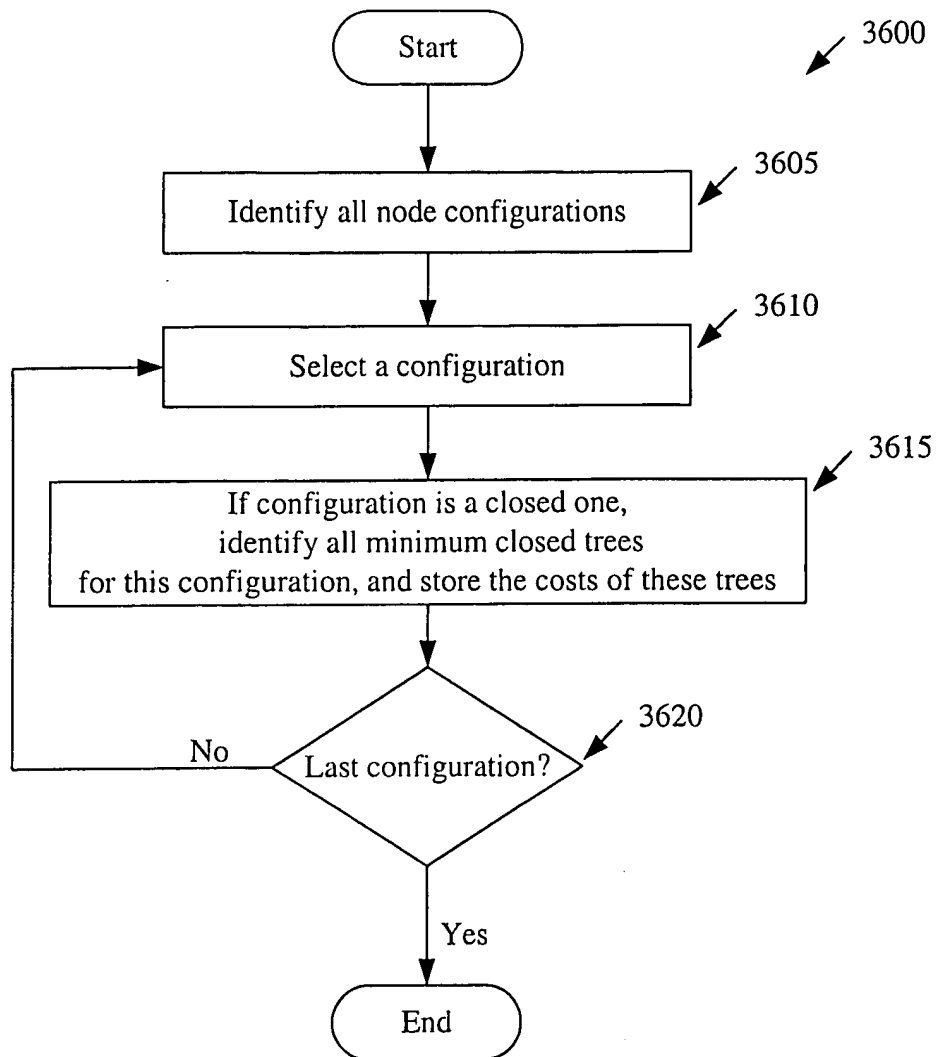 Start
3600
3605
Identify all node configurations
3610
Select a configuration
3615
If configuration is a closed one,
identify all minimum closed trees
for this configuration, and store the costs of these trees
3620
No
Last configuration?
Yes
End